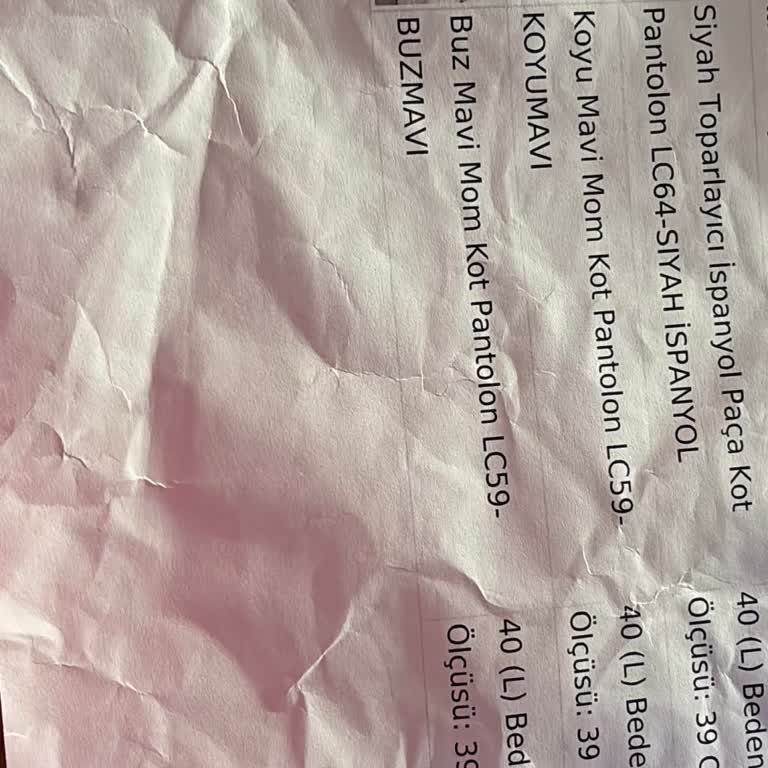 Siyah Toparlayıcı İspanyol Paça Kot
Pantolon LC64-SIYAH İSPANYOL
40 (L) Beden
Ölçüsü: 39
Koyu Mavi Mom Kot Pantolon LC59-
KOYUMAVI
40 (L) Bede
Ölçüsü: 39
Buz Mavi Mom Kot Pantolon LC59-
BUZMAVI
40 (L) Bed
Ölçüsü: 39